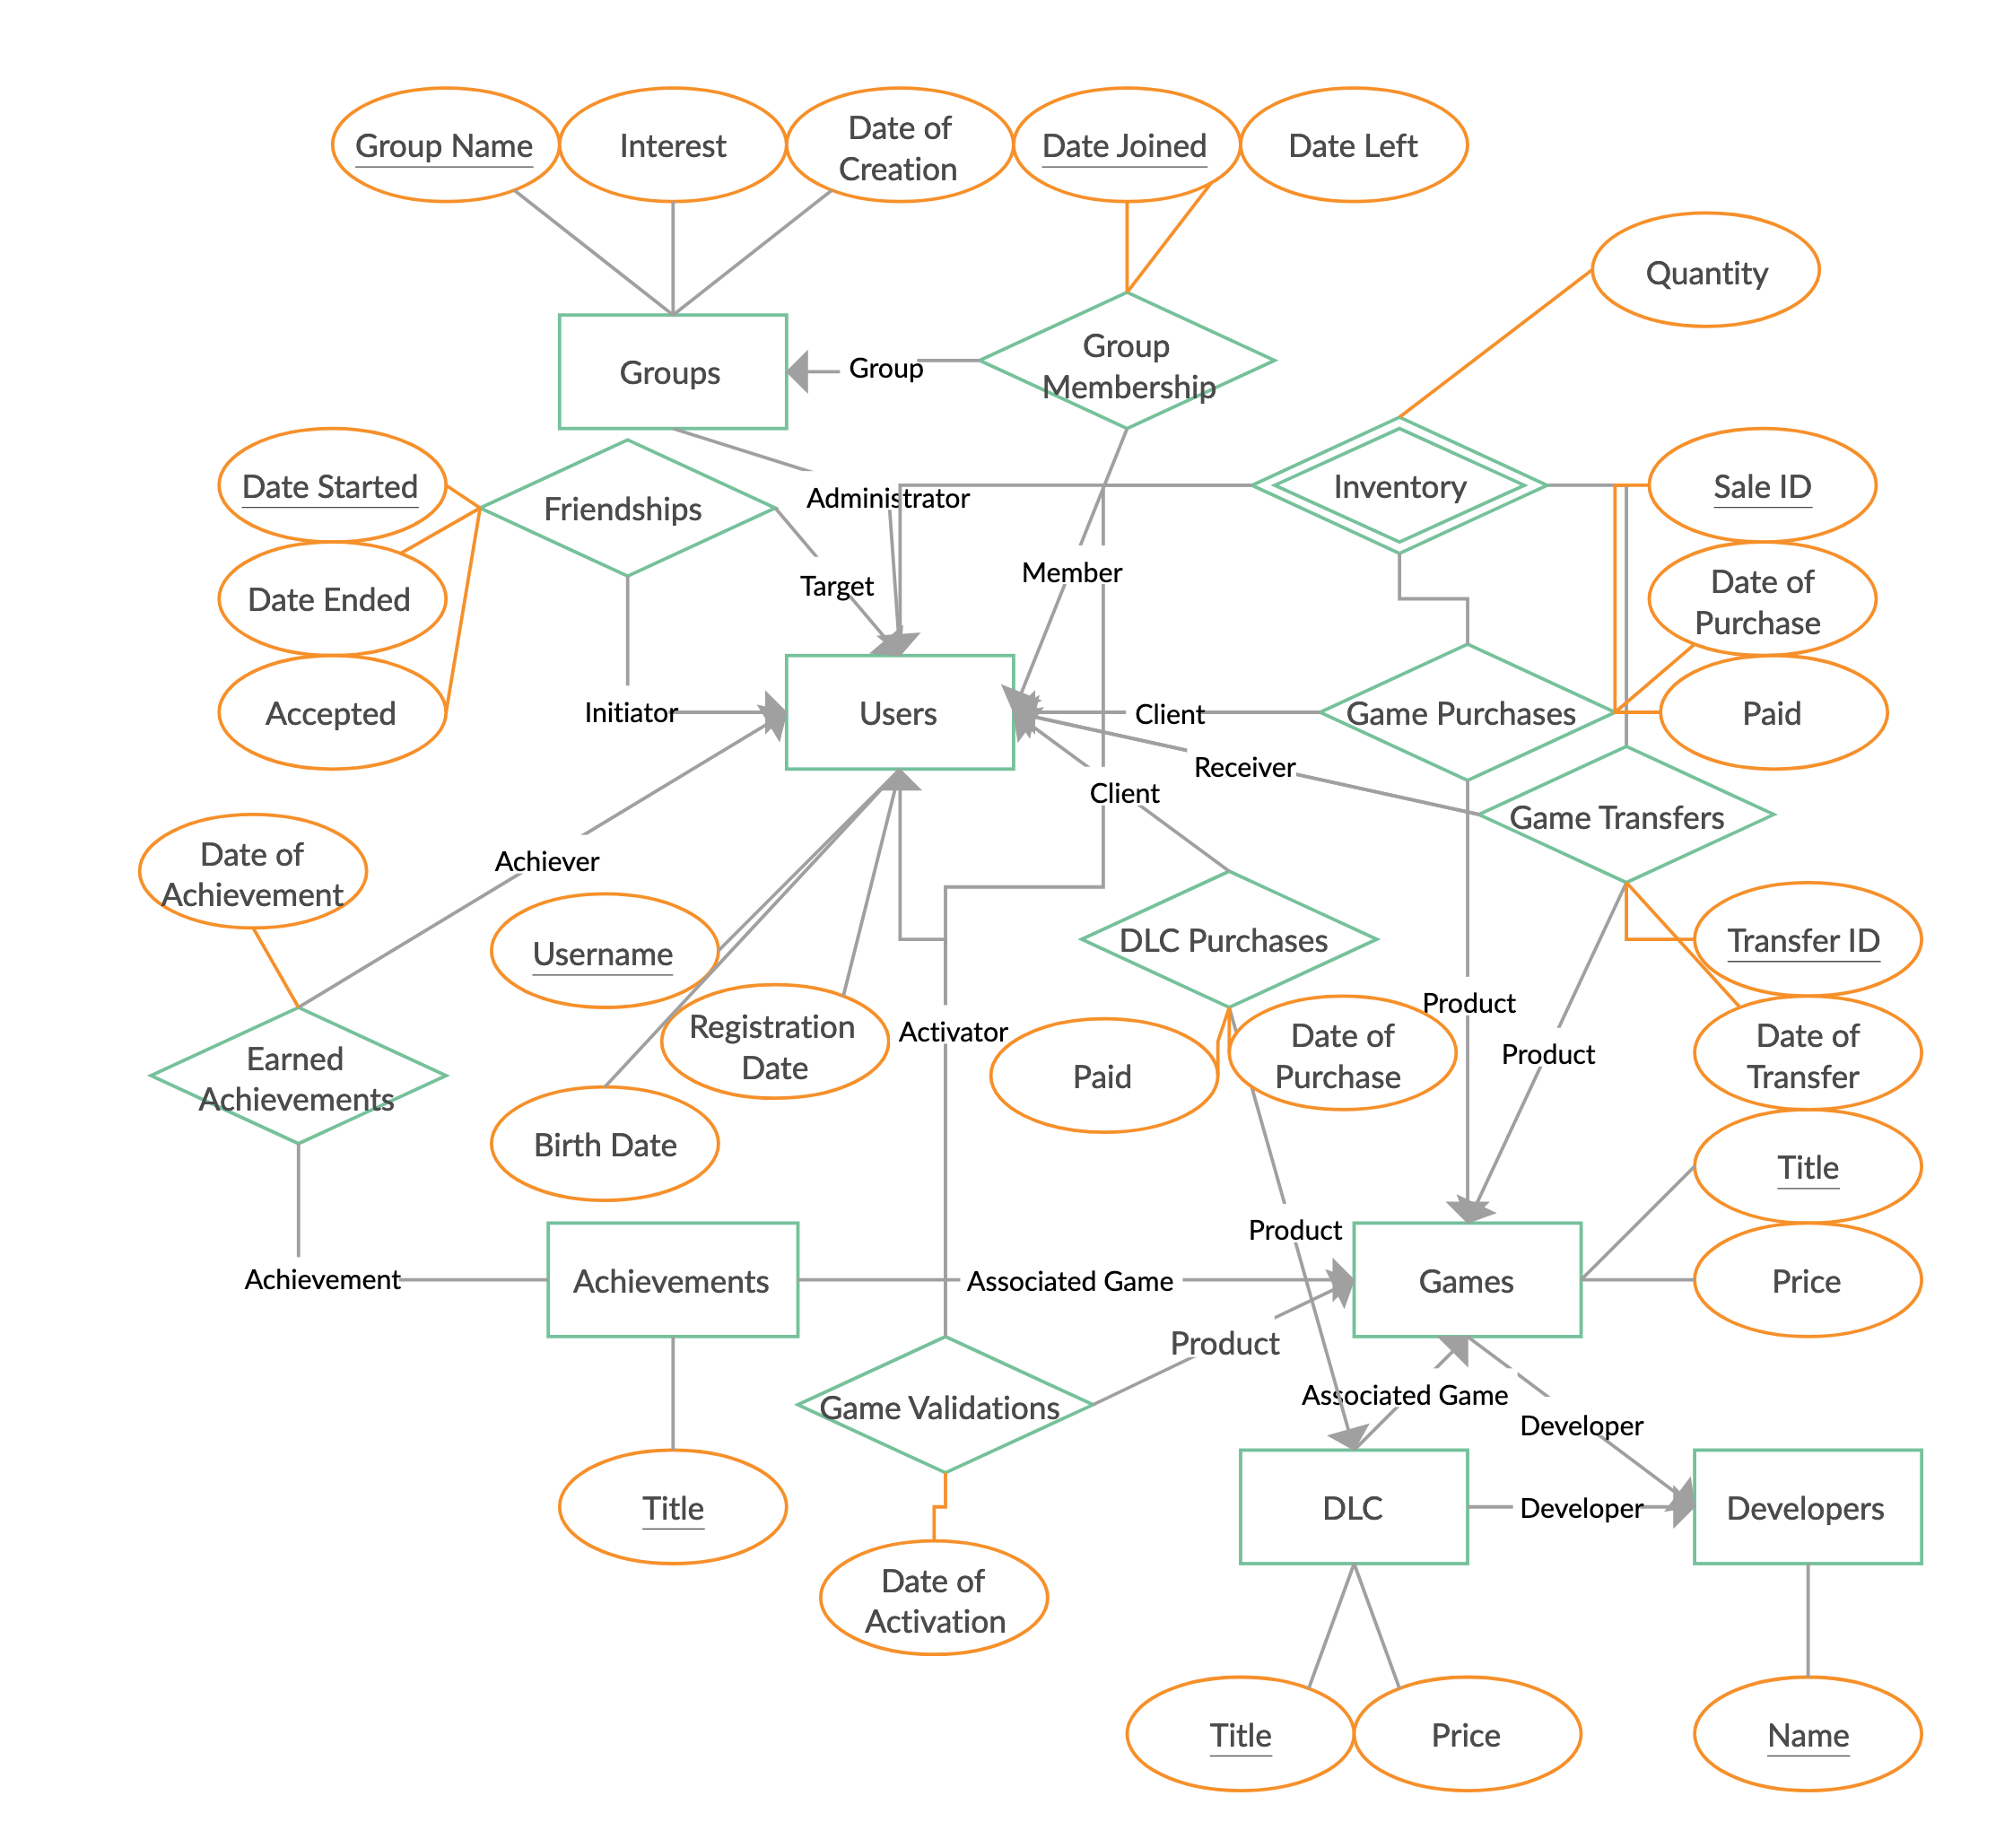 Group Name
Interest
Date of
Creation
Date Joined
Date Left
Quantity
Groups
Group
Group
Membership
Date Started
Friendships
Administrator
Inventory
Sale ID
Date Ended
Target
Member
Date of
Purchase
Accepted
Initiator
Users
Client
Game Purchases
Paid
Receiver
Client
Game Transfers
Date of
Achievement
Achiever
Username
DLC Purchases
Transfer ID
Registration
Date
Activator
Product
Earned
Achievements
Paid
Date of
Purchase
Product
Date of
Transfer
Birth Date
Title
Product
Achievement
Achievements
Associated Game
Games
Price
Product
Game Validations
Associated Game
Developer
Title
DLC
Developer
Developers
Date of
Activation
Title
Price
Name